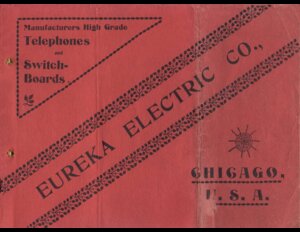 Manufacturers High Grade
Telephones
and
Switch-
Boards
EUREKA ELECTRIC CO.,
CHICAGO,
U. S. A.